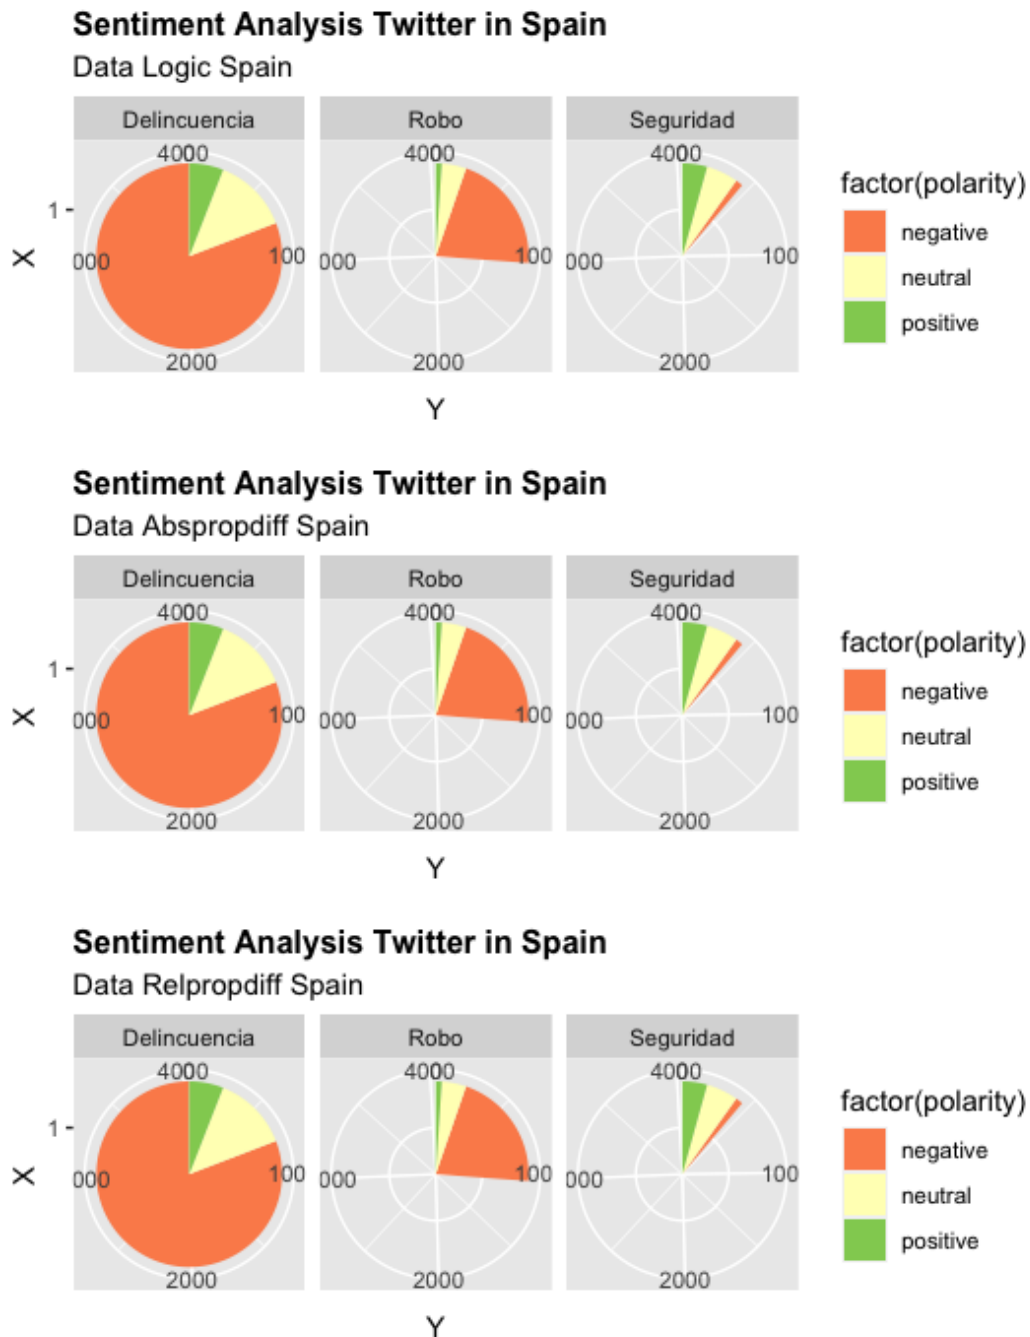 Sentiment Analysis Twitter in Spain
Data Logic Spain
Delincuencia Robo Seguridad
4000 4000 4000
factor(polarity)
negative
1
X
000 100 000 100 000 100
neutral
positive
2000 2000 2000
Y
Sentiment Analysis Twitter in Spain
Data Abspropdiff Spain
Delincuencia Robo Seguridad
4000 4000 4000
factor(polarity)
1
negative
X
000 100 000 100 000 100
neutral
positive
2000 2000 2000
Y
Sentiment Analysis Twitter in Spain
Data Relpropdiff Spain
Delincuencia Robo Seguridad
4000 4000 4000
factor(polarity)
1
negative
X
000 100 000 100 000 100
neutral
positive
2000 2000 2000
Y